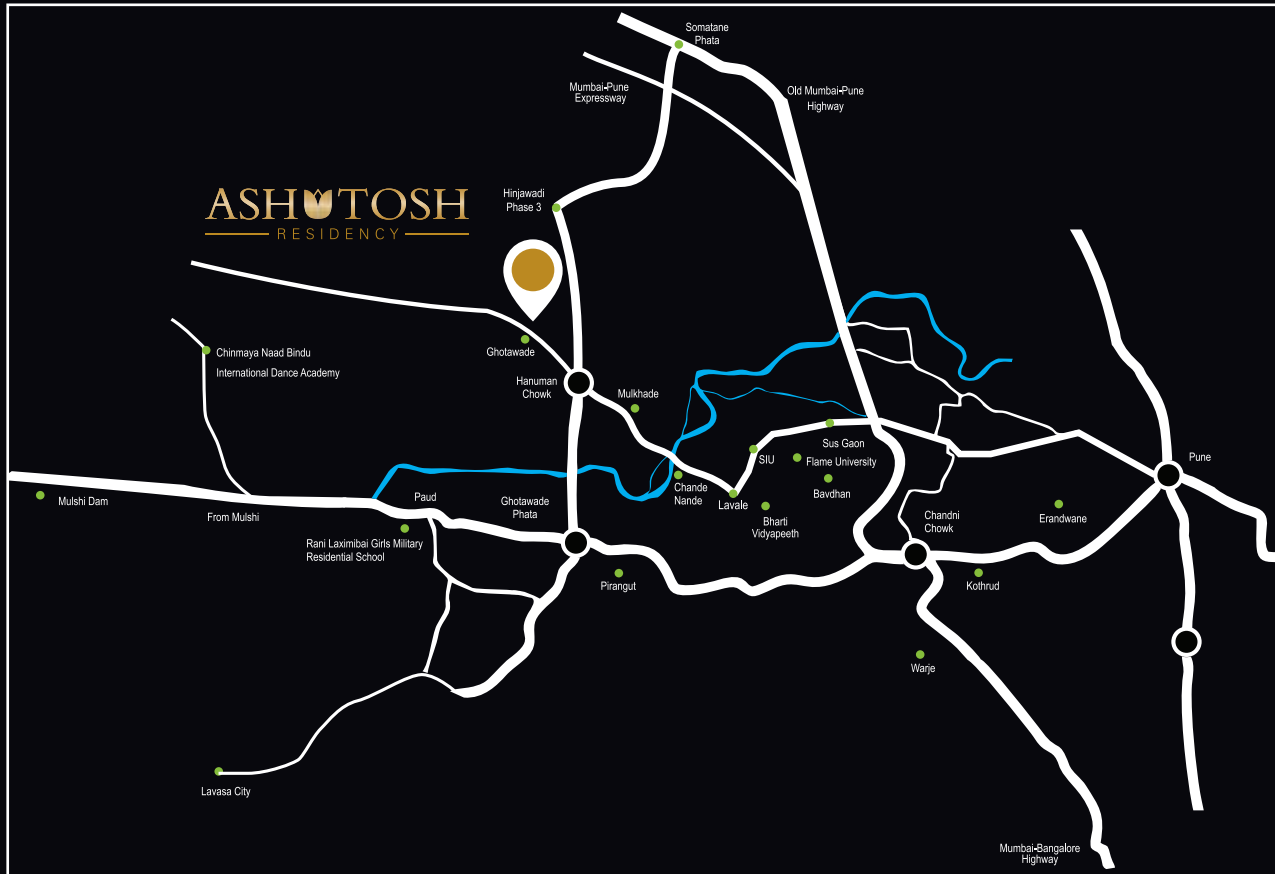 Somatane
Phata
Mumbai-Pune
Expressway
Old Mumbai-Pune
Highway
ASHUTOSH
RESIDENCY
Hinjawadi
Phase 3
Chinmaya Naad Bindu
International Dance Academy
Ghotawade
Hanuman
Chowk
Mulkhade
SIU
Sus Gaon
Flame University
Bavdhan
Pune
Mulshi Dam
From Mulshi
Paud
Ghotawade
Phata
Chande
Nande
Lavale
Bharti
Vidyapeeth
Chandni
Chowk
Erandwane
Rani Laximibai Girls Military
Residential School
Pirangut
Kothrud
Warje
Lavasa City
Mumbai-Bangalore
Highway